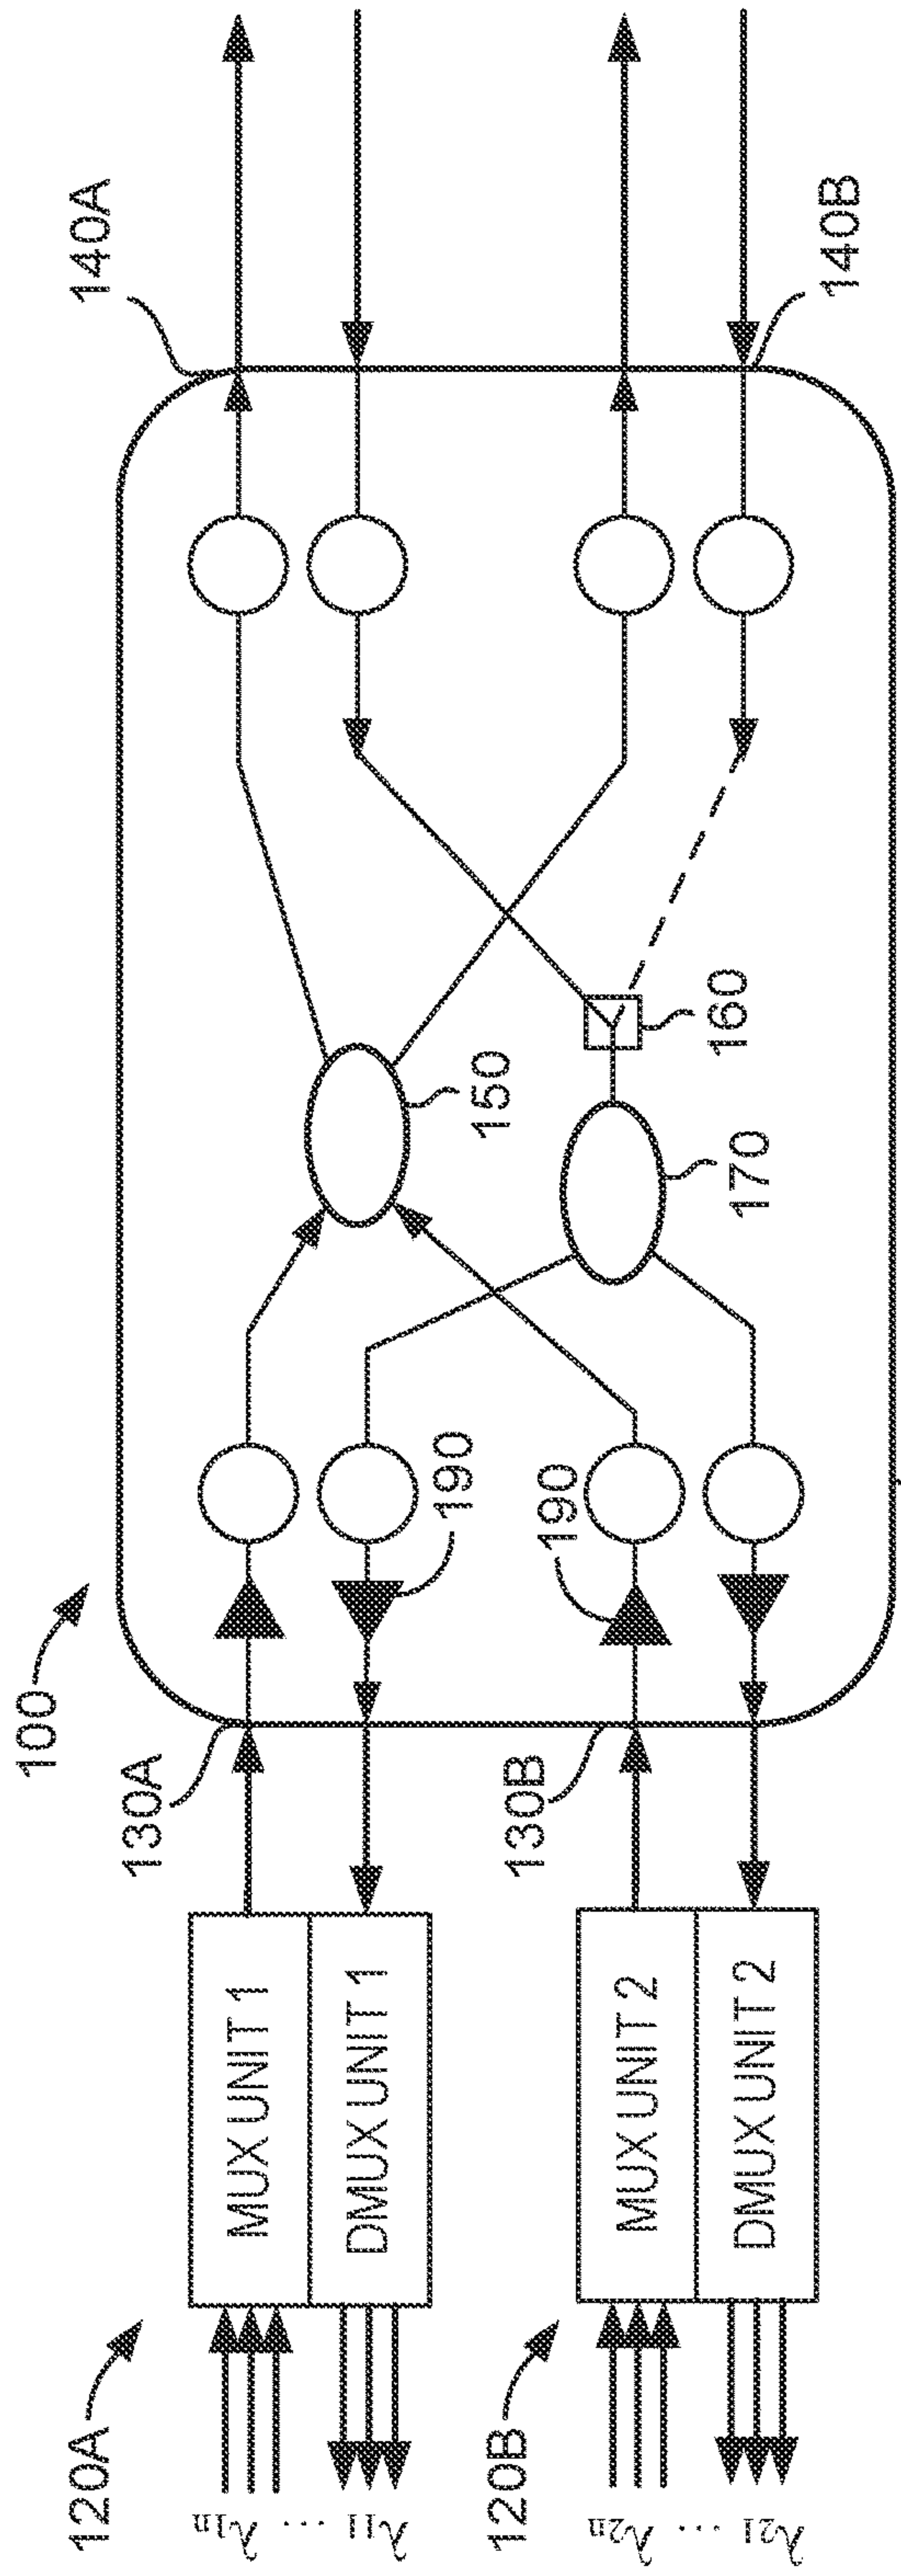 100
120A
140A
130A
λ11 ... λ1n
MUX UNIT 1
DMUX UNIT 1
190
150
120B
130B
190
λ21 ... λ2n
MUX UNIT 2
DMUX UNIT 2
170
160
140B